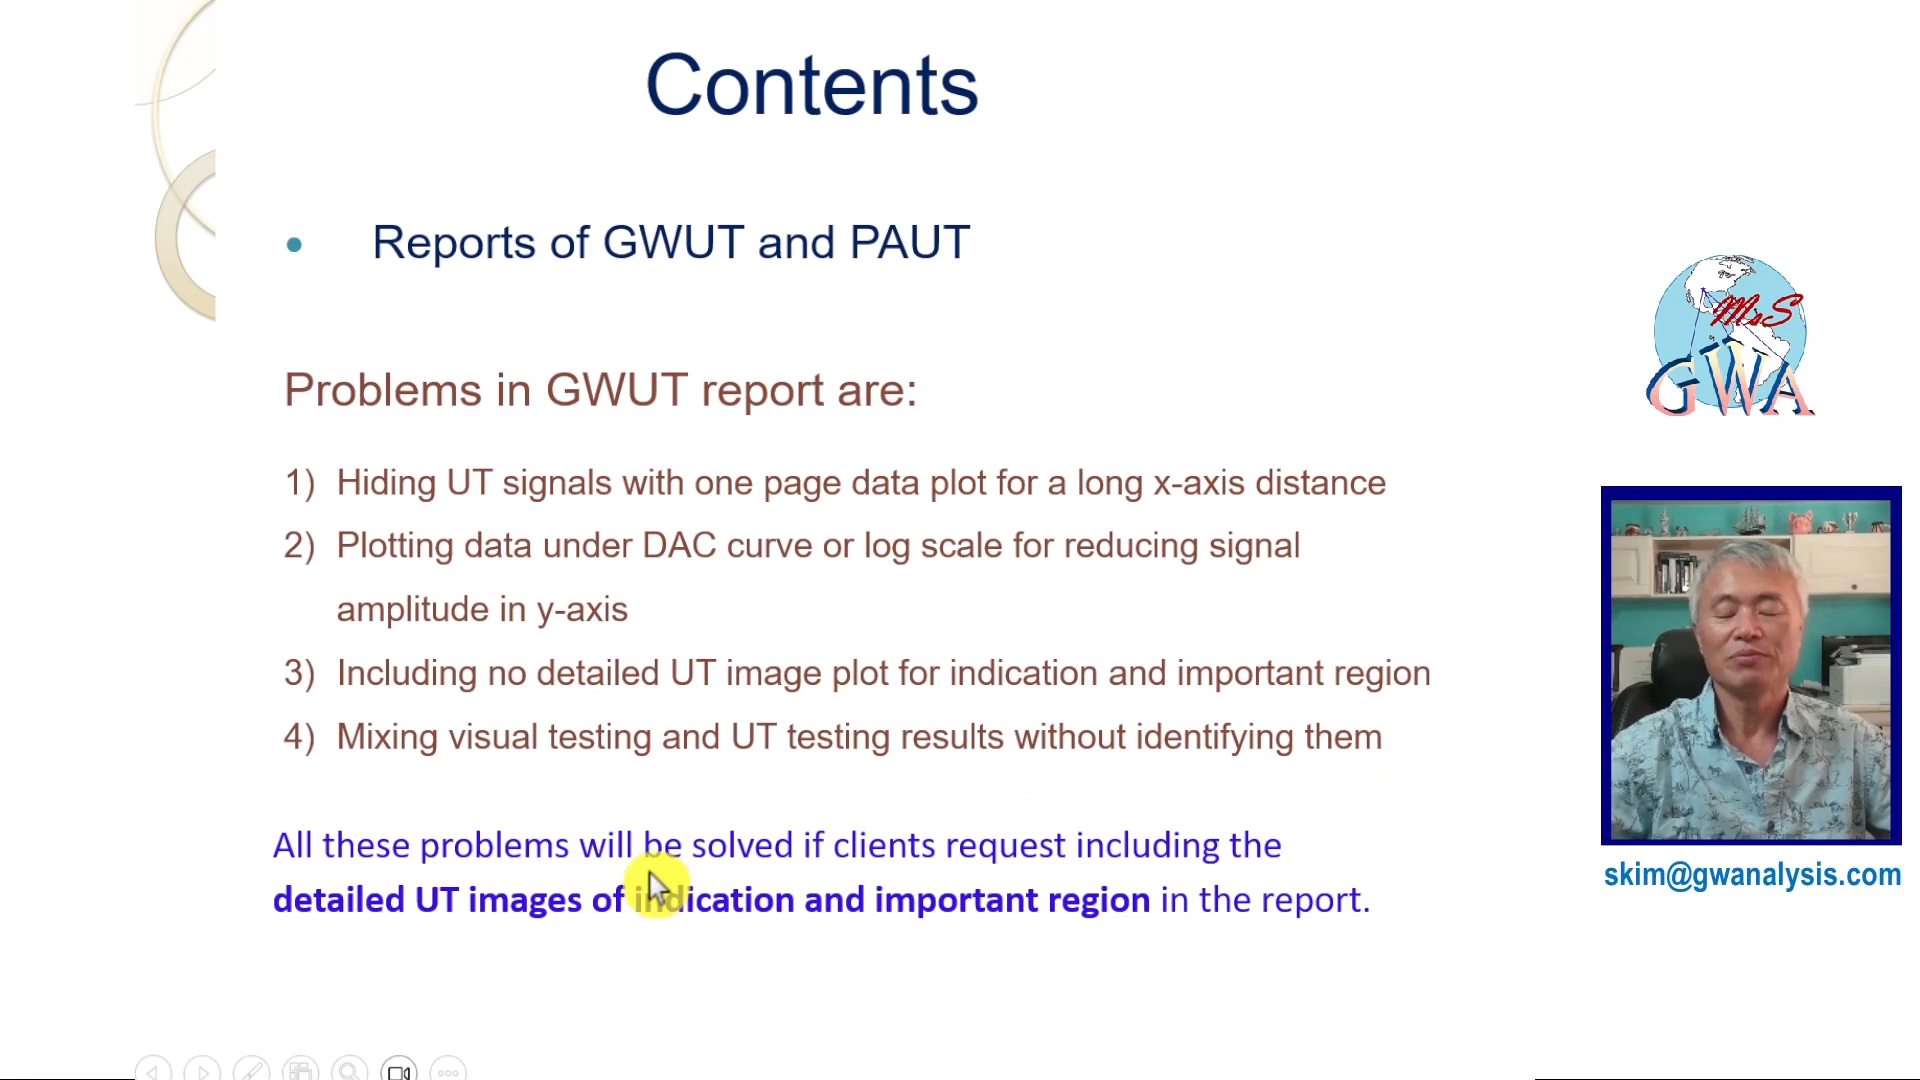 Contents
• Reports of GWUT and PAUT
Problems in GWUT report are:
1) Hiding UT signals with one page data plot for a long x-axis distance
2) Plotting data under DAC curve or log scale for reducing signal
amplitude in y-axis
3) Including no detailed UT image plot for indication and important region
4) Mixing visual testing and UT testing results without identifying them
All these problems will be solved if clients request including the
detailed UT images of indication and important region in the report.
MsS
GWA
skim@gwanalysis.com